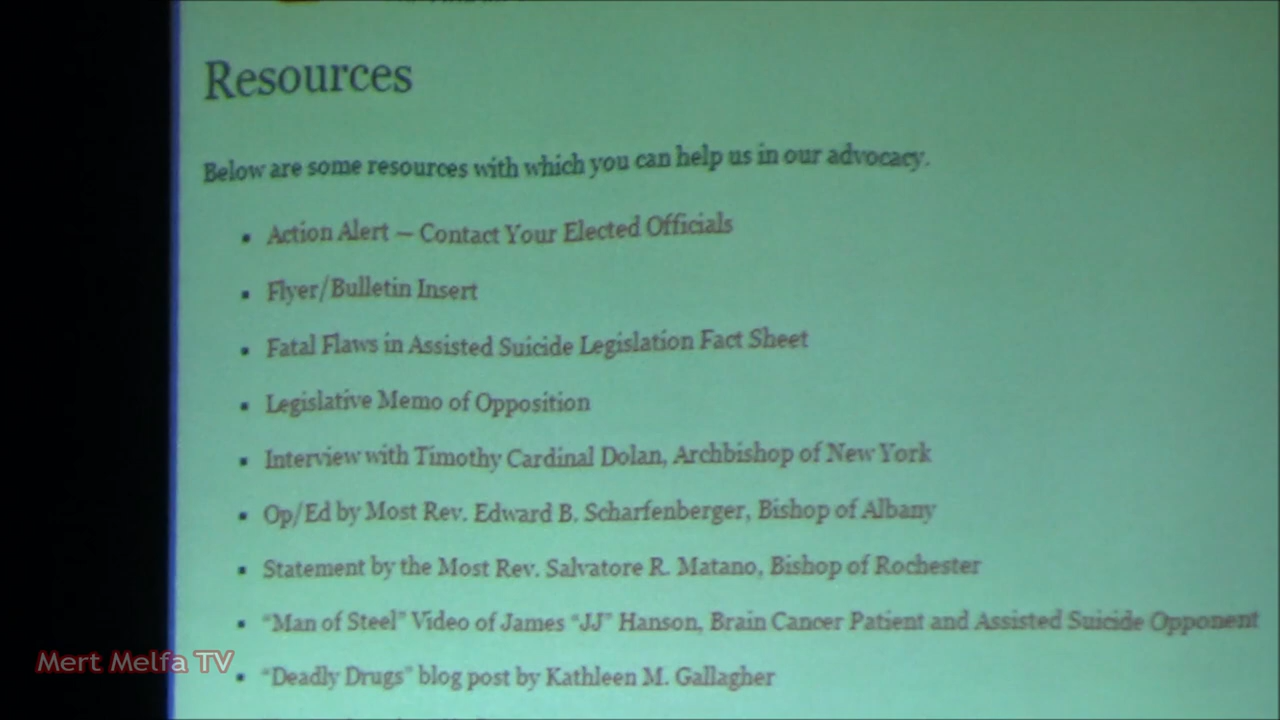 Resources
Below are some resources with which you can help us in our advocacy.
▪ Action Alert – Contact Your Elected Officials
▪ Flyer/Bulletin Insert
▪ Fatal Flaws in Assisted Suicide Legislation Fact Sheet
▪ Legislative Memo of Opposition
▪ Interview with Timothy Cardinal Dolan, Archbishop of New York
▪ Op/Ed by Most Rev. Edward B. Scharfenberger, Bishop of Albany
▪ Statement by the Most Rev. Salvatore R. Matano, Bishop of Rochester
▪ “Man of Steel” Video of James “JJ” Hanson, Brain Cancer Patient and Assisted Suicide Opponent
▪ “Deadly Drugs” blog post by Kathleen M. Gallagher
Mert Melfa TV